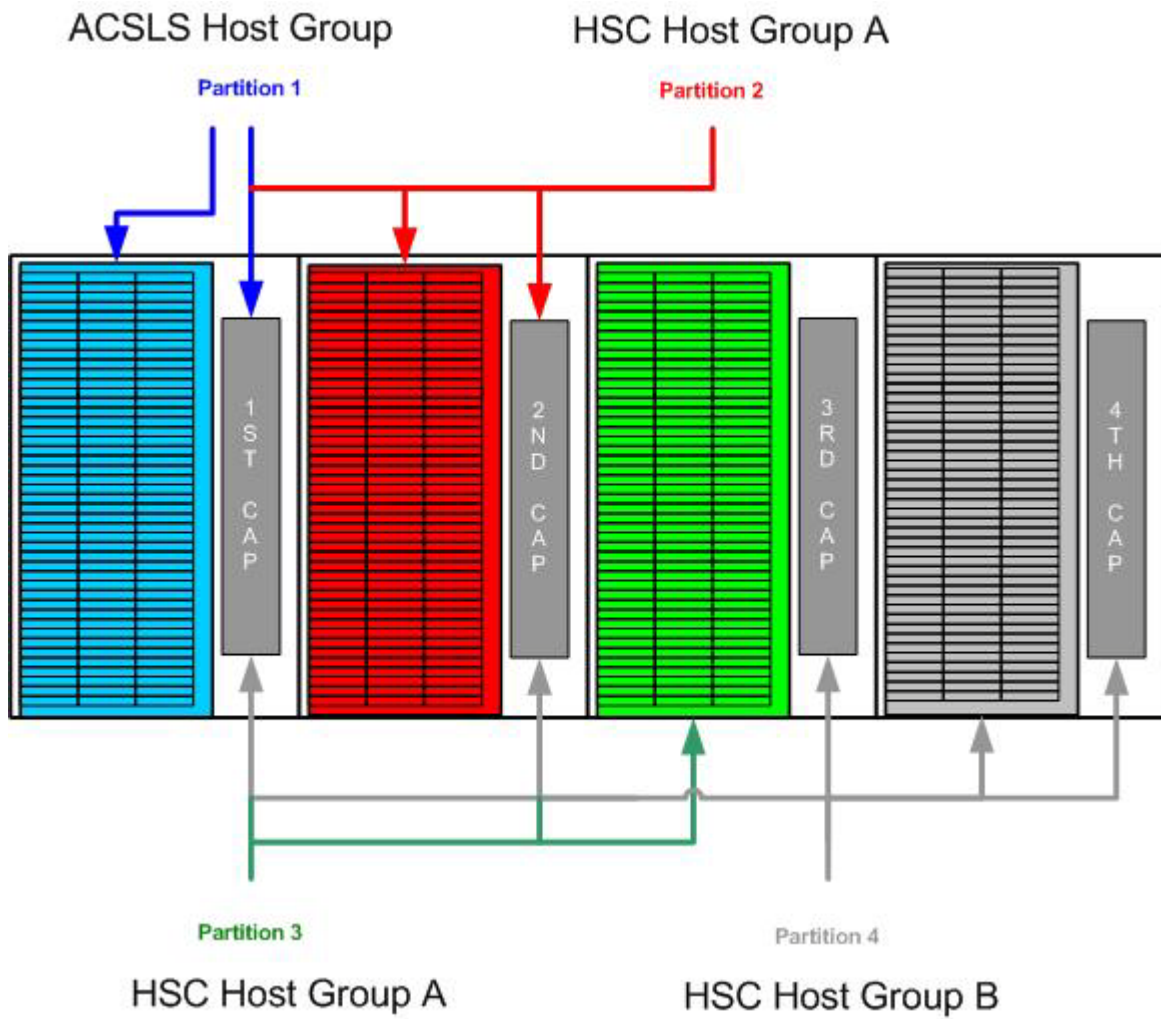 ACSLS Host Group
HSC Host Group A
Partition 1
Partition 2
1ST CAP
2ND CAP
3RD CAP
4TH CAP
Partition 3
Partition 4
HSC Host Group A
HSC Host Group B